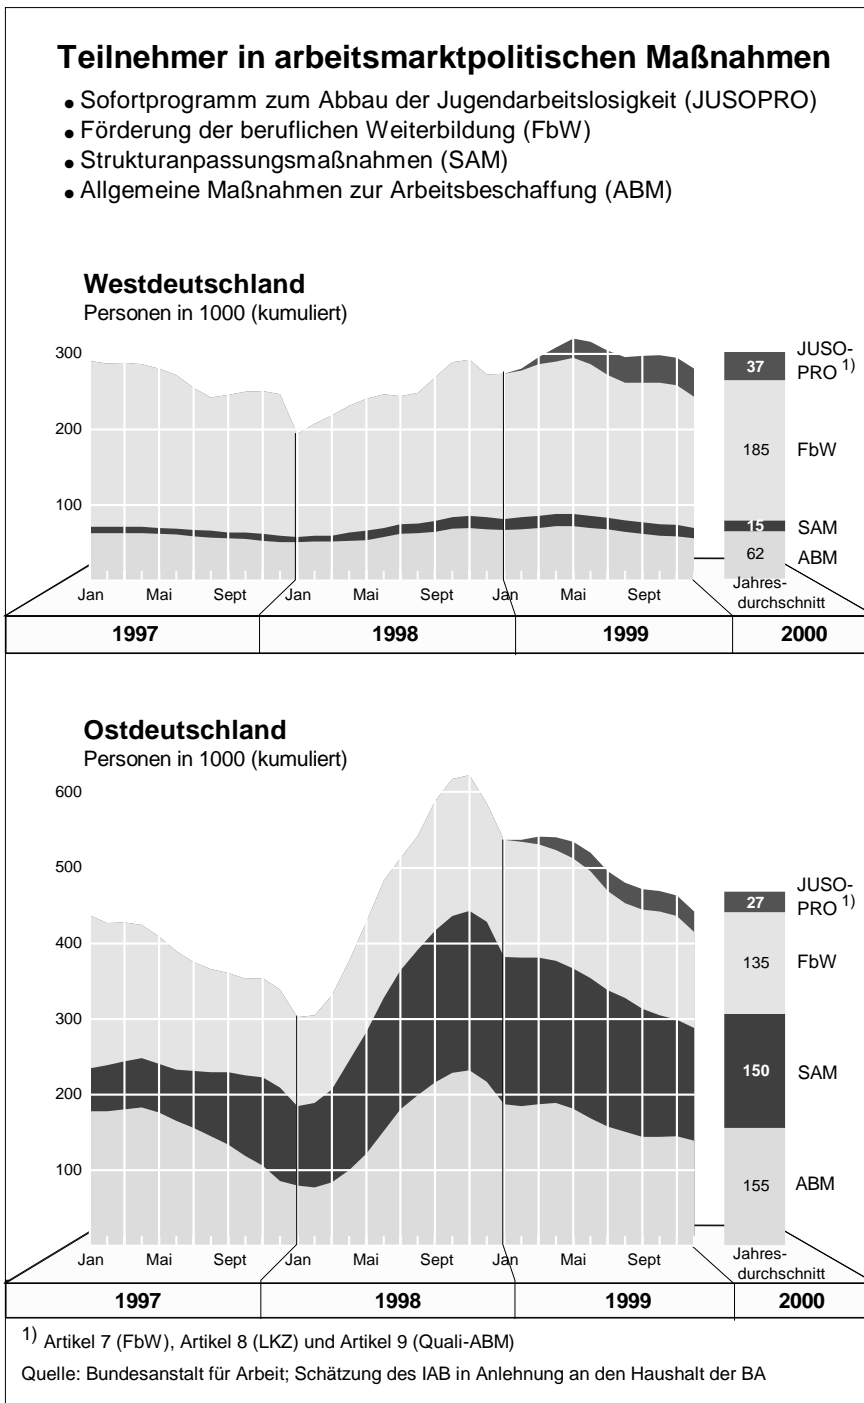 Teilnehmer in arbeitsmarktpolitischen Maßnahmen
• Sofortprogramm zum Abbau der Jugendarbeitslosigkeit (JUSOPRO)
• Förderung der beruflichen Weiterbildung (FbW)
• Strukturanpassungsmaßnahmen (SAM)
• Allgemeine Maßnahmen zur Arbeitsbeschaffung (ABM)
Westdeutschland
Personen in 1000 (kumuliert)
300
200
100
37
185
15
62
JUSO-
PRO 1)
FbW
SAM
ABM
Jan Mai Sept Jan Mai Sept Jan Mai Sept
Jahres-
durchschnitt
1997 1998 1999 2000
Ostdeutschland
Personen in 1000 (kumuliert)
600
500
400
300
200
100
27
135
150
155
JUSO-
PRO 1)
FbW
SAM
ABM
Jan Mai Sept Jan Mai Sept Jan Mai Sept
Jahres-
durchschnitt
1997 1998 1999 2000
1) Artikel 7 (FbW), Artikel 8 (LKZ) und Artikel 9 (Quali-ABM)
Quelle: Bundesanstalt für Arbeit; Schätzung des IAB in Anlehnung an den Haushalt der BA